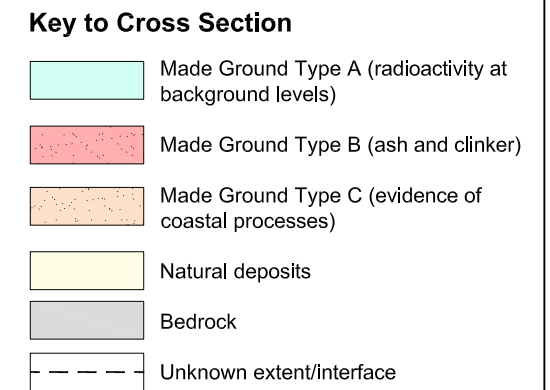 Key to Cross Section
Made Ground Type A (radioactivity at
background levels)
Made Ground Type B (ash and clinker)
Made Ground Type C (evidence of
coastal processes)
Natural deposits
Bedrock
Unknown extent/interface